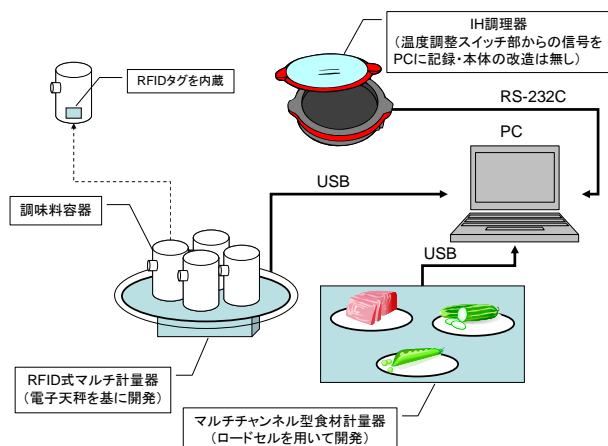 IH調理器
（温度調整スイッチ部からの信号を
PCに記録・本体の改造は無し）
RFIDタグを内蔵
RS-232C
PC
USB
調味料容器
USB
RFID式マルチ計量器
（電子天秤を基に開発）
マルチチャンネル型食材計量器
（ロードセルを用いて開発）